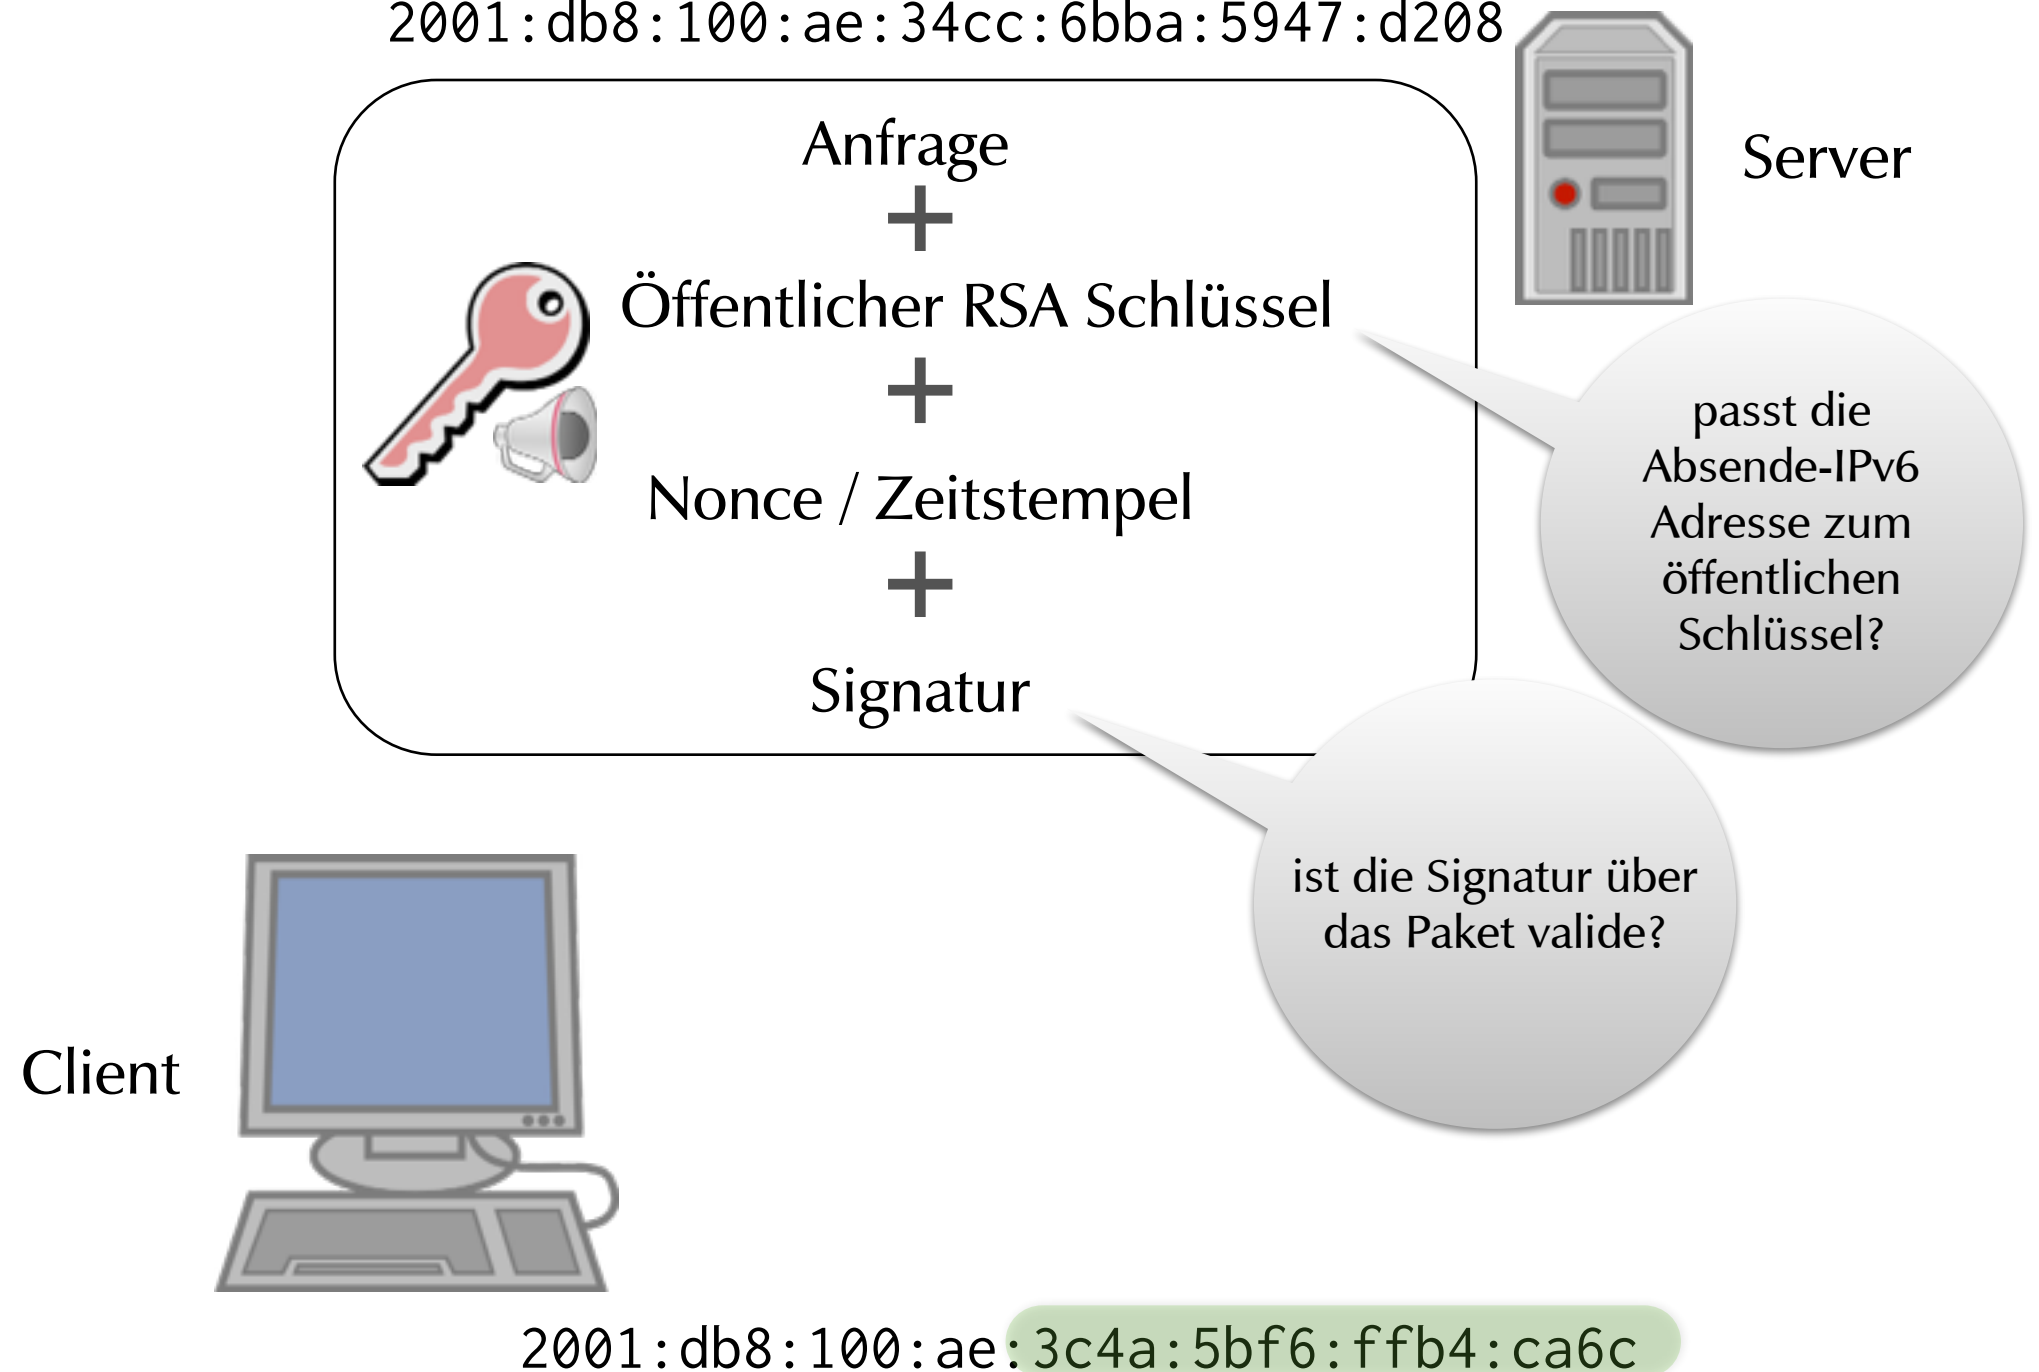 2001:db8:100:ae:34cc:6bba:5947:d208
Anfrage
+
Öffentlicher RSA Schlüssel
+
Nonce / Zeitstempel
+
Signatur
Server
passt die
Absende-IPv6
Adresse zum
öffentlichen
Schlüssel?
ist die Signatur über
das Paket valide?
Client
2001:db8:100:ae:3c4a:5bf6:ffb4:ca6c